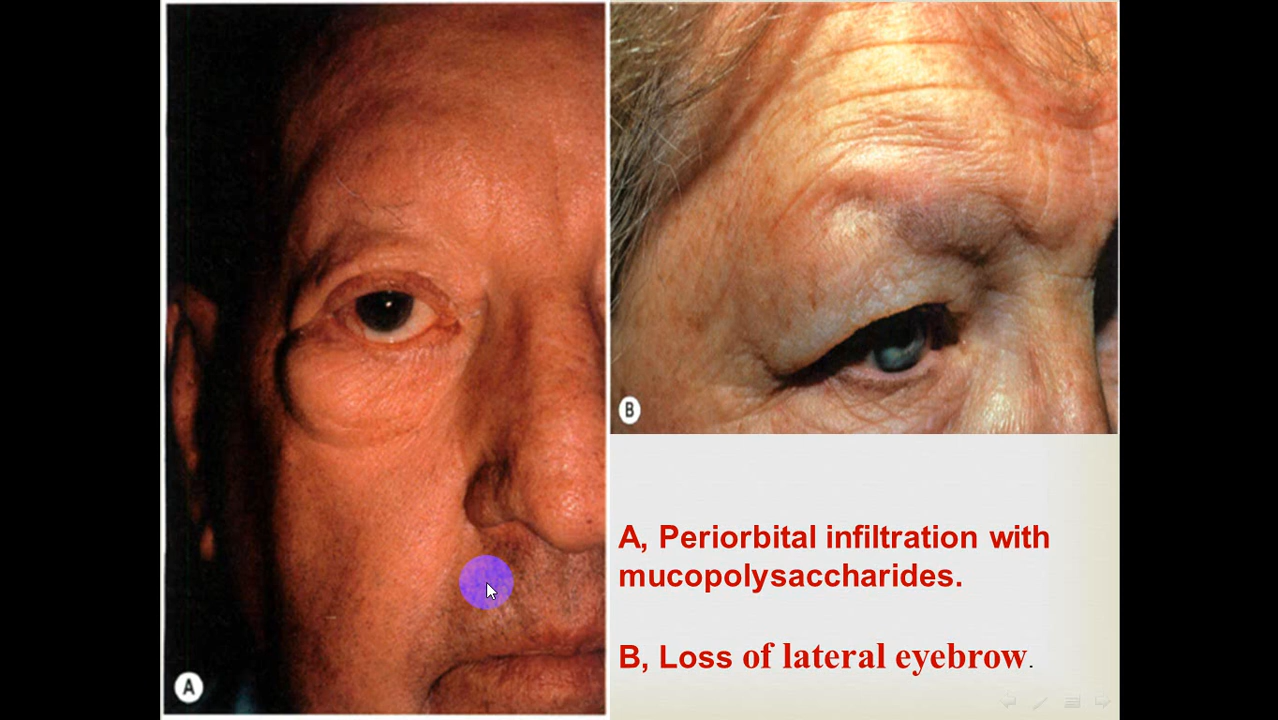 A
B
A, Periorbital infiltration with
mucopolysaccharides.
B, Loss of lateral eyebrow.